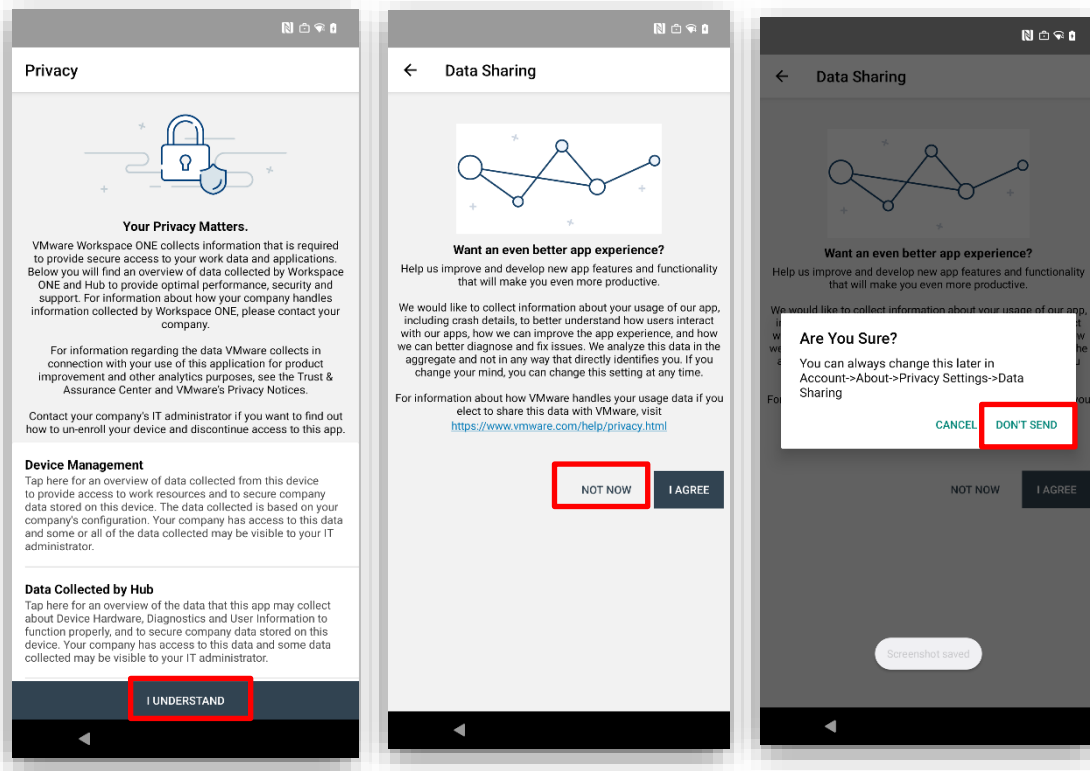 Privacy
Your Privacy Matters.
VMware Workspace ONE collects information that is required
to provide secure access to your work data and applications.
Below you will find an overview of data collected by Workspace
ONE and Hub to provide optimal performance, security and
support. For information about how your company handles
information collected by Workspace ONE, please contact your
company.
For information regarding the data VMware collects in
connection with your use of this application for product
improvement and other analytics purposes, see the Trust &
Assurance Center and VMware's Privacy Notices.
Contact your company's IT administrator if you want to find out
how to un-enroll your device and discontinue access to this app.
Device Management
Tap here for an overview of data collected from this device
to provide access to work resources and to secure company
data stored on this device. The data collected is based on your
company's configuration. Your company has access to this data
and some or all of the data collected may be visible to your IT
administrator.
Data Collected by Hub
Tap here for an overview of the data that this app may collect
about Device Hardware, Diagnostics and User Information to
function properly, and to secure company data stored on this
device. Your company has access to this data and some data
collected may be visible to your IT administrator.
I UNDERSTAND
Data Sharing
Want an even better app experience?
Help us improve and develop new app features and functionality
that will make you even more productive.
We would like to collect information about your usage of our app,
including crash details, to better understand how users interact
with our apps, how we can improve the app experience, and how
we can better diagnose and fix issues. We analyze this data in the
aggregate and not in any way that directly identifies you. If you
change your mind, you can change this setting at any time.
For information about how VMware handles your usage data if you
elect to share this data with VMware, visit
https://www.vmware.com/help/privacy.html
NOT NOW
I AGREE
Data Sharing
Want an even better app experience?
Help us improve and develop new app features and functionality
that will make you even more productive.
We would like to collect information about your usage of our app,
Are You Sure?
You can always change this later in
Account->About->Privacy Settings->Data
Sharing
CANCEL
DON'T SEND
NOT NOW
I AGREE
Screenshot saved